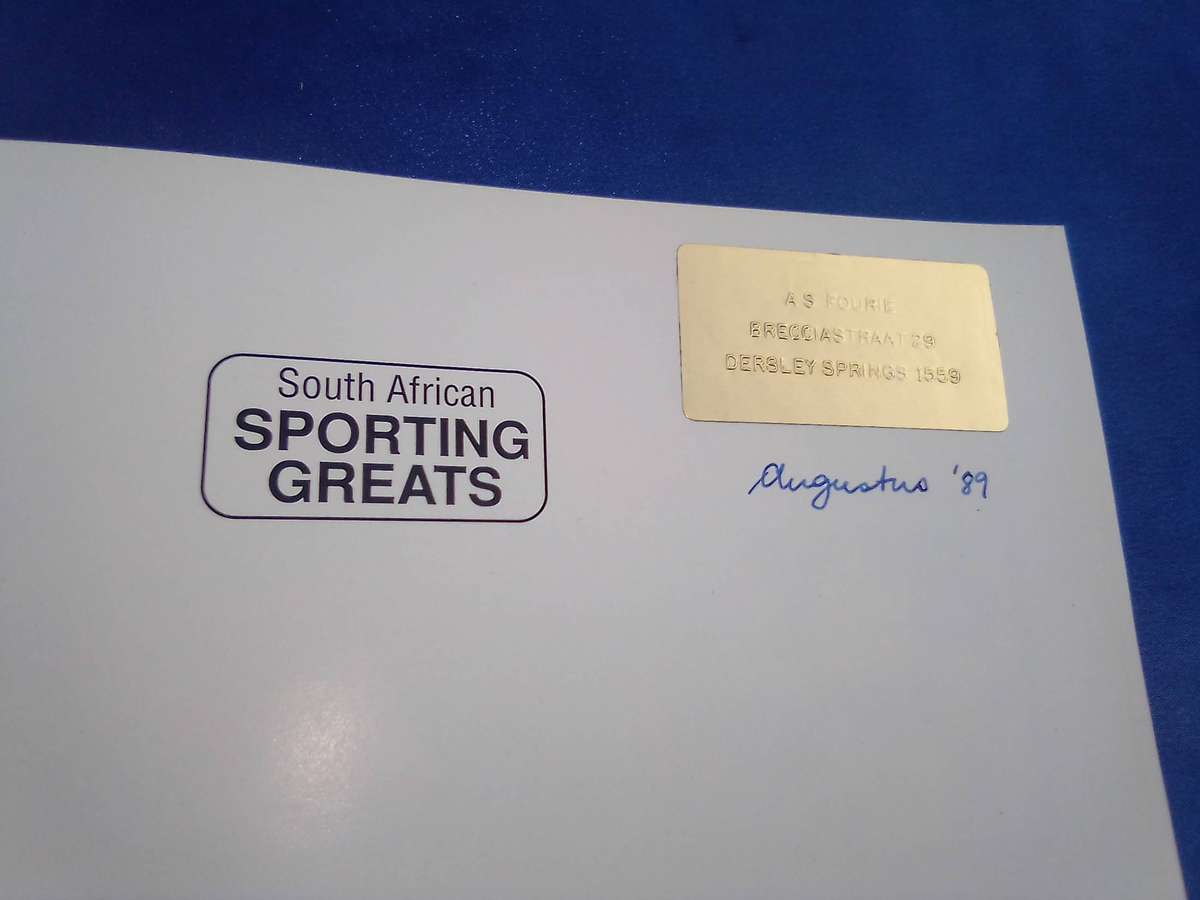 South African
SPORTING
GREATS
A S FOURIE
BRECCIASTRAAT 29
DERSLEY SPRINGS 1559
Augustus '89